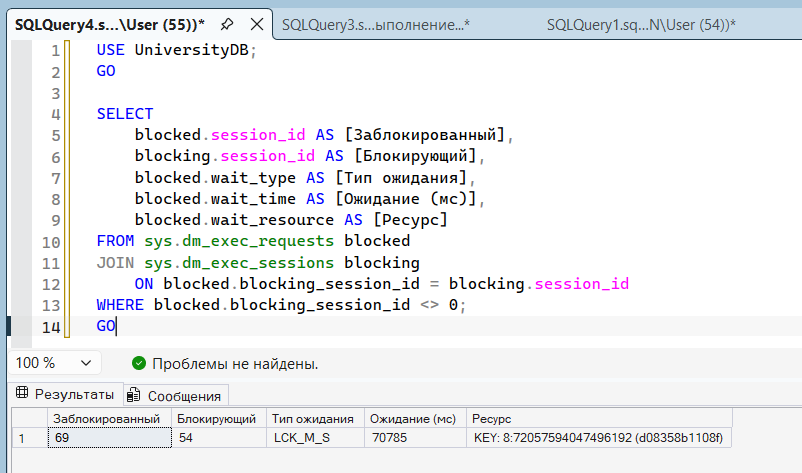 SQLQuery4.s...\User (55))* SQLQuery3.s...ыполнение...* SQLQuery1.sq...N\User (54))*
1 USE UniversityDB;
2 GO
3
4 SELECT
5 blocked.session_id AS [Заблокированный],
6 blocking.session_id AS [Блокирующий],
7 blocked.wait_type AS [Тип ожидания],
8 blocked.wait_time AS [Ожидание (мс)],
9 blocked.wait_resource AS [Ресурс]
10 FROM sys.dm_exec_requests blocked
11 JOIN sys.dm_exec_sessions blocking
12 ON blocked.blocking_session_id = blocking.session_id
13 WHERE blocked.blocking_session_id <> 0;
14 GO
100 % Проблемы не найдены.
Результаты Сообщения
Заблокированный Блокирующий Тип ожидания Ожидание (мс) Ресурс
1 69 54 LCK_M_S 70785 KEY: 8:72057594047496192 (d08358b1108f)